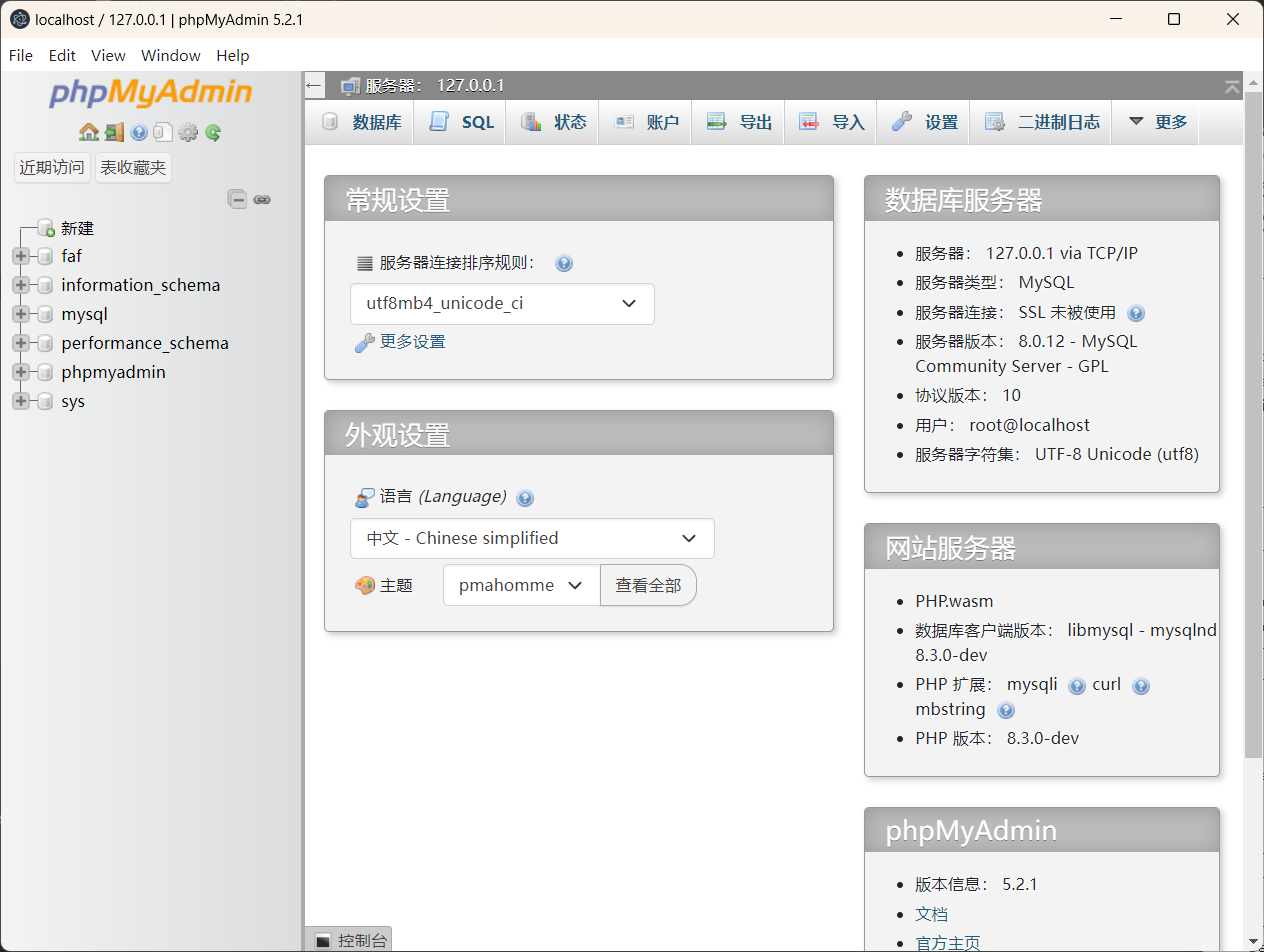 localhost / 127.0.0.1 | phpMyAdmin 5.2.1
File Edit View Window Help
phpMyAdmin
近期访问 表收藏夹
新建
faf
information_schema
mysql
performance_schema
phpmyadmin
sys
服务器： 127.0.0.1
数据库 SQL 状态 账户 导出 导入 设置 二进制日志 更多
常规设置
服务器连接排序规则：
utf8mb4_unicode_ci
更多设置
外观设置
语言 (Language)
中文 - Chinese simplified
主题 pmahomme 查看全部
数据库服务器
服务器： 127.0.0.1 via TCP/IP
服务器类型： MySQL
服务器连接： SSL 未被使用
服务器版本： 8.0.12 - MySQL
Community Server - GPL
协议版本： 10
用户： root@localhost
服务器字符集： UTF-8 Unicode (utf8)
网站服务器
PHP.wasm
数据库客户端版本： libmysql - mysqlnd
8.3.0-dev
PHP 扩展： mysqli curl
mbstring
PHP 版本： 8.3.0-dev
phpMyAdmin
版本信息： 5.2.1
文档
官方主页
控制台